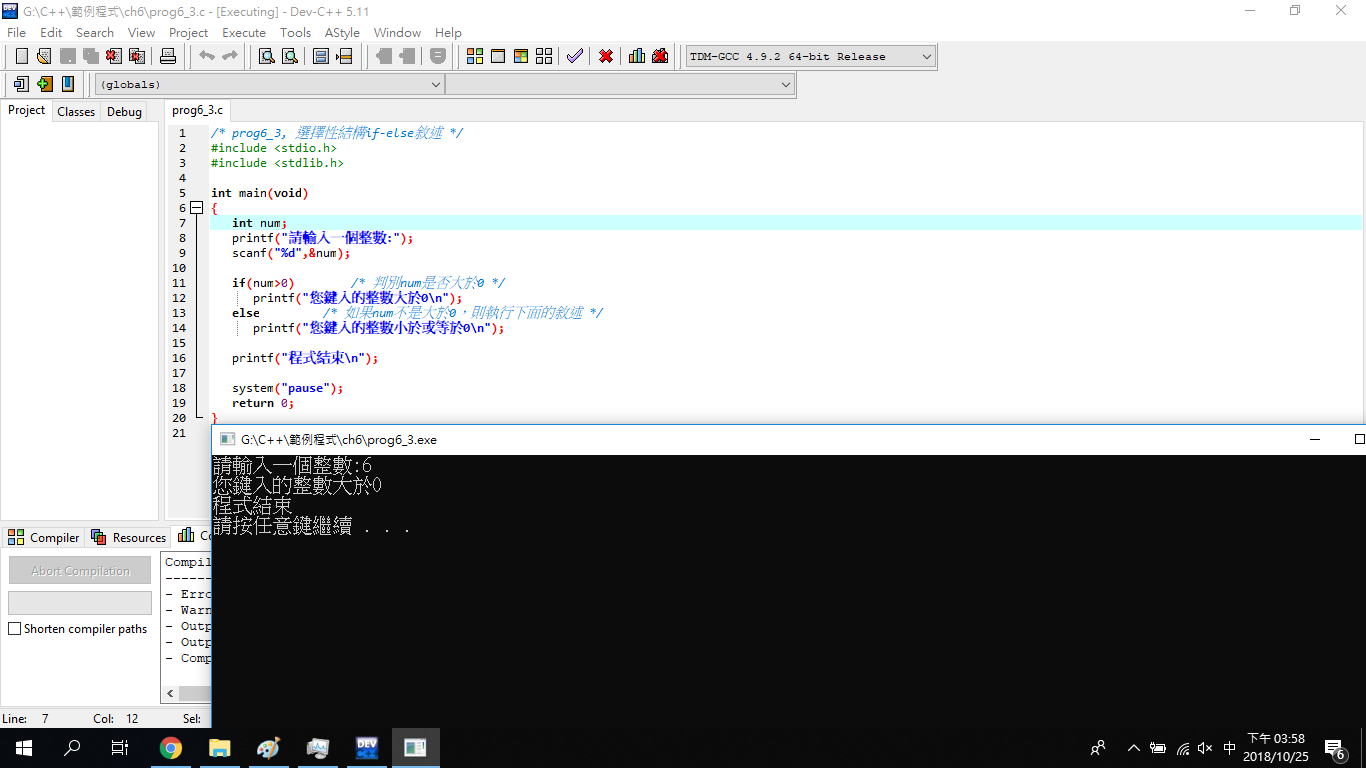 G:\C++\範例程式\ch6\prog6_3.c - [Executing] - Dev-C++ 5.11
File Edit Search View Project Execute Tools AStyle Window Help
TDM-GCC 4.9.2 64-bit Release
(globals)
Project Classes Debug
prog6_3.c
1 /* prog6_3, 選擇性結構if-else敘述 */
2 #include <stdio.h>
3 #include <stdlib.h>
4
5 int main(void)
6 {
7 int num;
8 printf("請輸入一個整數:");
9 scanf("%d",&num);
10
11 if(num>0) /* 判別num是否大於0 */
12 printf("您鍵入的整數大於0\n");
13 else /* 如果num不是大於0，則執行下面的敘述 */
14 printf("您鍵入的整數小於或等於0\n");
15
16 printf("程式結束\n");
17
18 system("pause");
19 return 0;
20 }
21
G:\C++\範例程式\ch6\prog6_3.exe
請輸入一個整數:6
您鍵入的整數大於0
程式結束
請按任意鍵繼續 . . .
Compiler Resources Co
Abort Compilation
Shorten compiler paths
Compil
--------
- Erro
- Warn
- Outp
- Outp
- Comp
Line: 7 Col: 12 Sel:
DEV
中
下午 03:58
2018/10/25
6